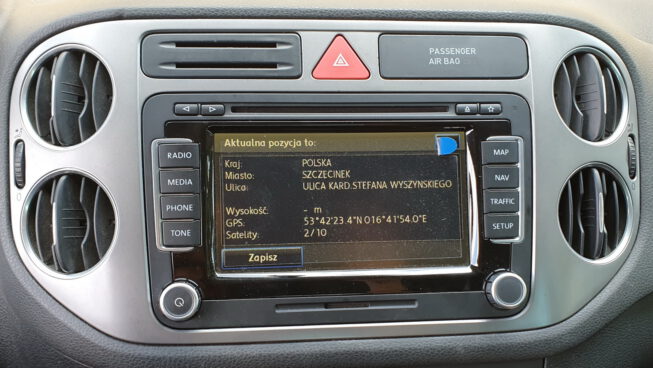 PASSENGER
AIR BAG
Aktualna pozycja to:
Kraj: POLSKA
Miasto: SZCZECINEK
Ulica: ULICA KARD.STEFANA WYSZYNSKIEGO
Wysokość: - m
GPS: 53°42'23.4"N 016°41'54.0"E
Satelity: 2/10
Zapisz
RADIO
MEDIA
PHONE
TONE
MAP
NAV
TRAFFIC
SETUP